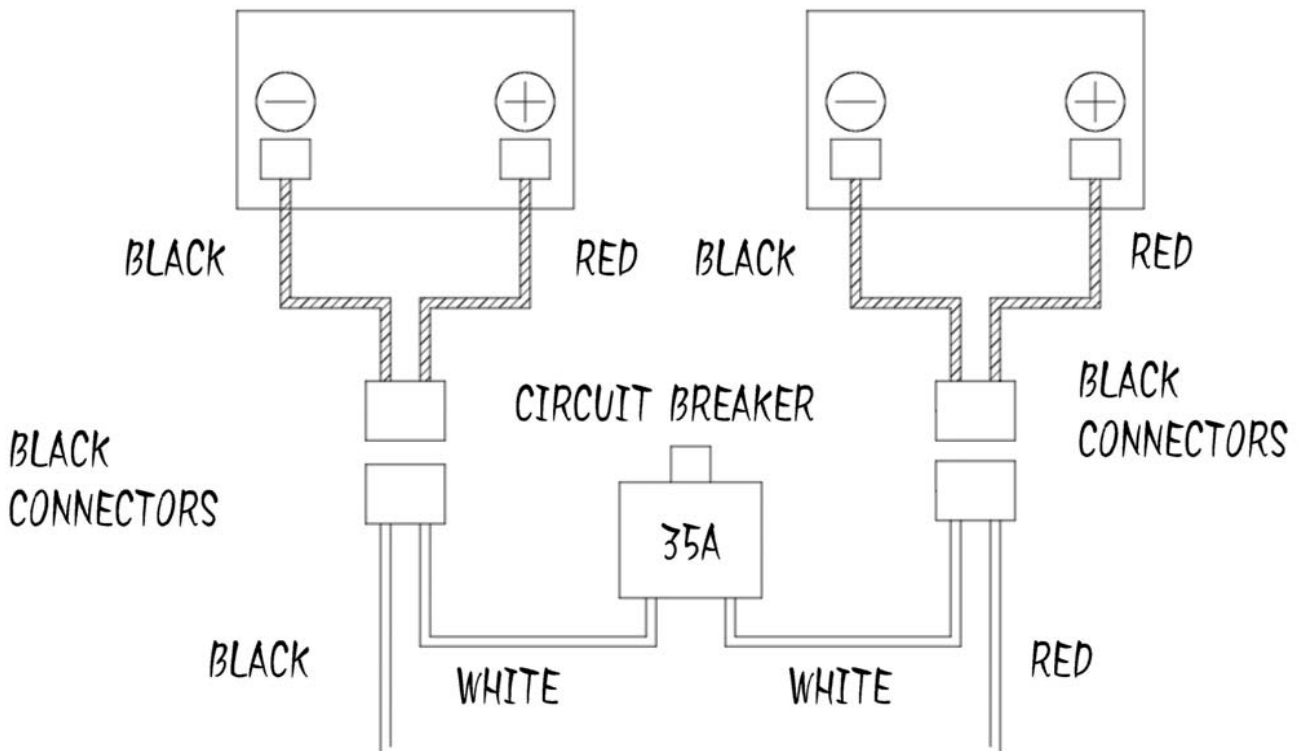 BLACK
RED
BLACK
RED
CIRCUIT BREAKER
BLACK
CONNECTORS
BLACK
CONNECTORS
35A
BLACK
WHITE
WHITE
RED